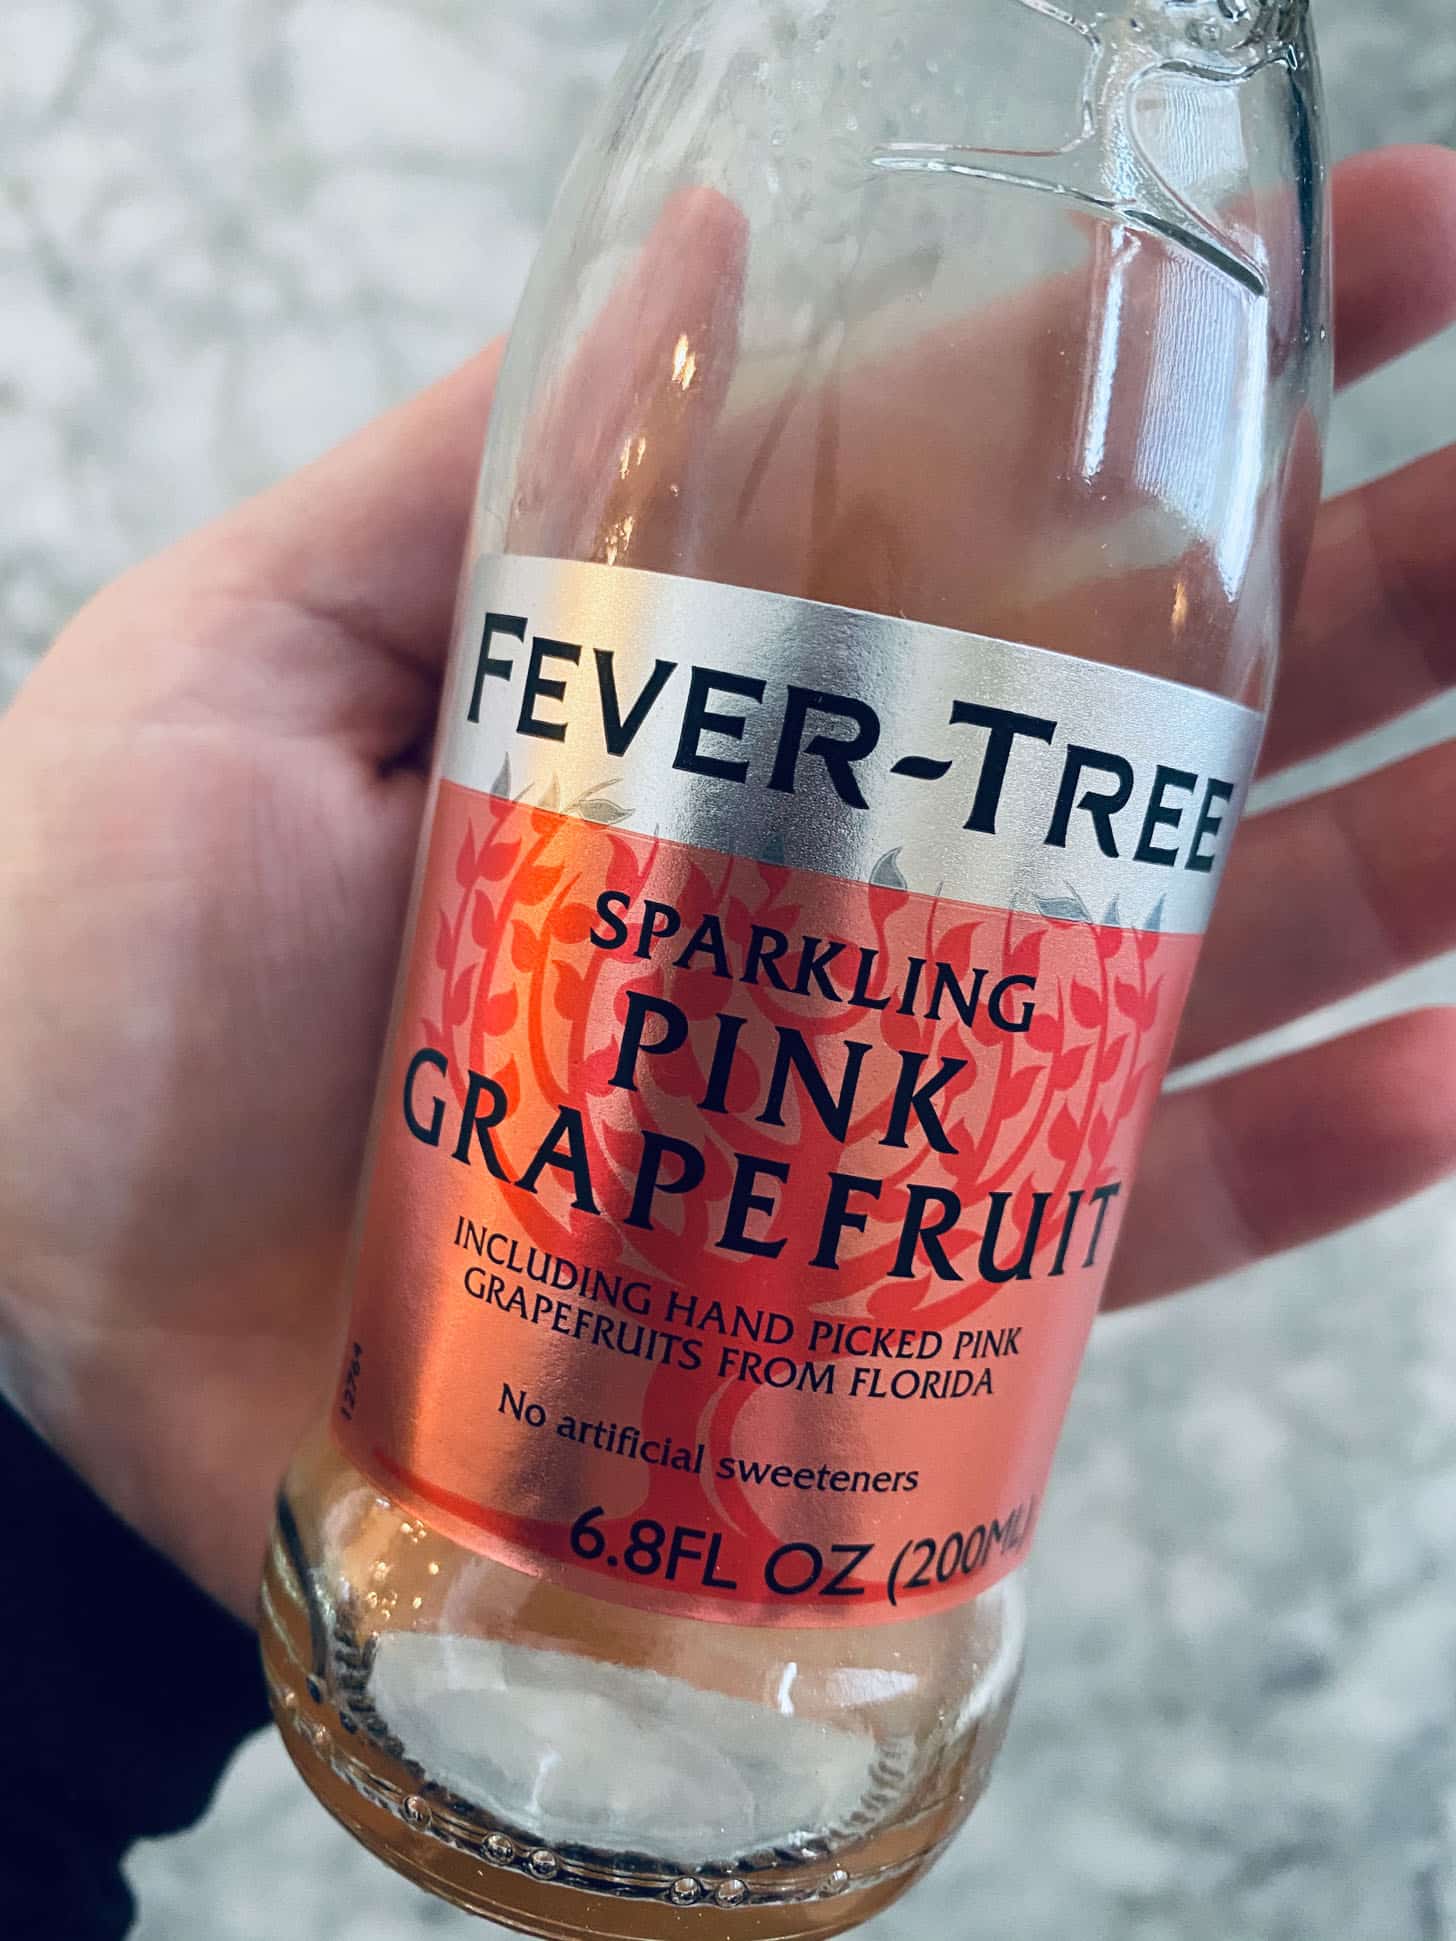 FEVER-TREE
SPARKLING
PINK
GRAPEFRUIT
INCLUDING HAND PICKED PINK
GRAPEFRUITS FROM FLORIDA
No artificial sweeteners
6.8FL OZ (200ML)
12764